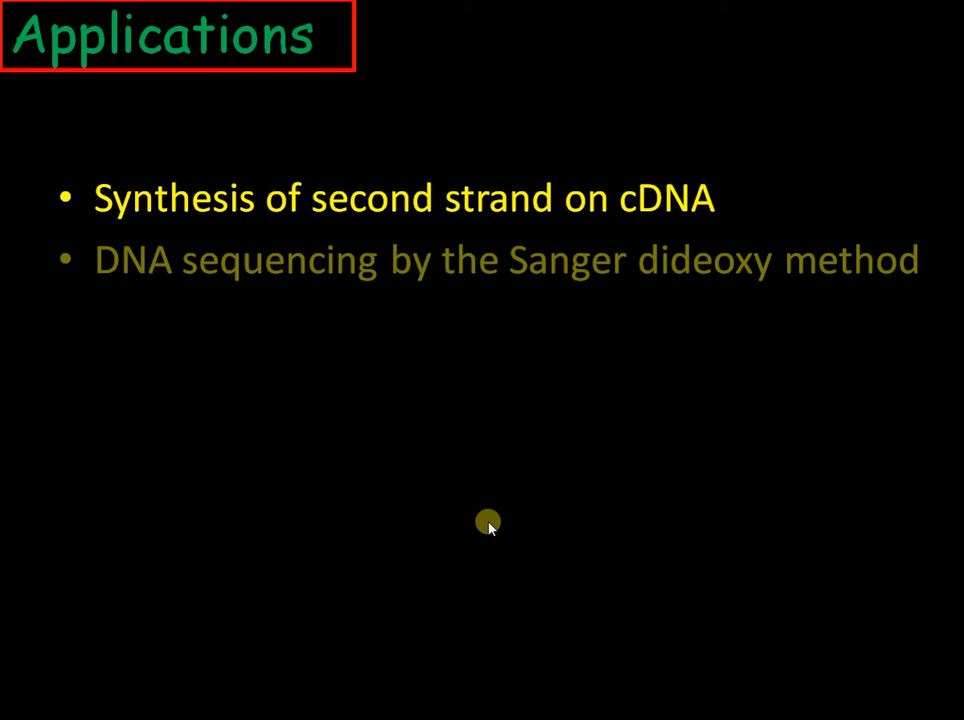 Applications
• Synthesis of second strand on cDNA
• DNA sequencing by the Sanger dideoxy method